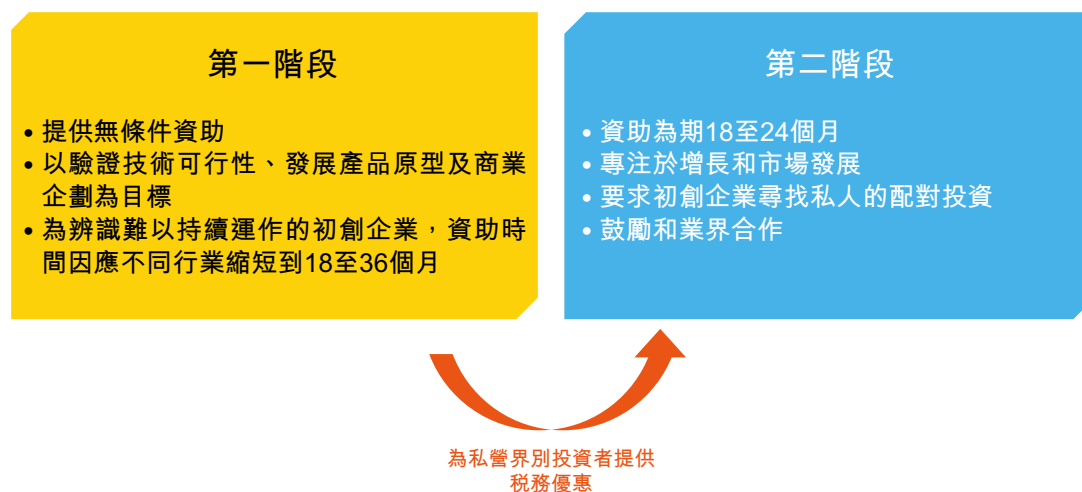 第一階段
• 提供無條件資助
• 以驗證技術可行性、發展產品原型及商業
企劃為目標
• 為辨識難以持續運作的初創企業，資助時
間因應不同行業縮短到18至36個月
第二階段
• 資助為期18至24個月
• 專注於增長和市場發展
• 要求初創企業尋找私人的配對投資
• 鼓勵和業界合作
為私營界別投資者提供
税務優惠